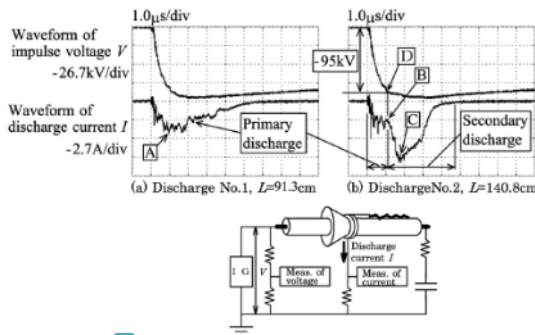 1.0μs/div
1.0μs/div
Waveform of
impulse voltage V
-26.7kV/div
-95kV
D
B
Waveform of
discharge current I
-2.7A/div
A
Primary
discharge
C
Secondary
discharge
(a) Discharge No.1, L=91.3cm
(b) DischargeNo.2, L=140.8cm
I G
V
Meas. of
voltage
Discharge
current I
Meas. of
current